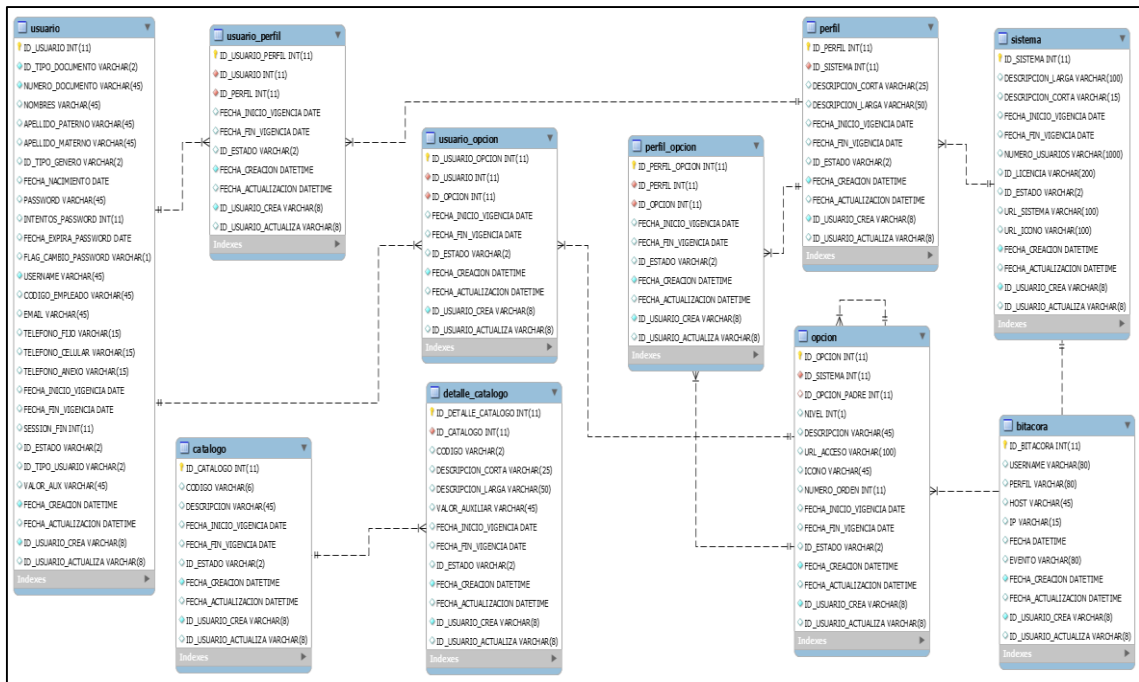 usuario
ID_USUARIO INT(11)
ID_TIPO_DOCUMENTO VARCHAR(2)
NUMERO_DOCUMENTO VARCHAR(45)
NOMBRES VARCHAR(45)
APELLIDO_PATERNO VARCHAR(45)
APELLIDO_MATERNO VARCHAR(45)
ID_TIPO_GENERO VARCHAR(2)
FECHA_NACIMIENTO DATE
PASSWORD VARCHAR(45)
INTENTOS_PASSWORD INT(11)
FECHA_EXPIRA_PASSWORD DATE
FLAG_CAMBIO_PASSWORD VARCHAR(1)
USERNAME VARCHAR(45)
CODIGO_EMPLEADO VARCHAR(45)
EMAIL VARCHAR(45)
TELEFONO_FIJO VARCHAR(15)
TELEFONO_CELULAR VARCHAR(15)
TELEFONO_ANEXO VARCHAR(15)
FECHA_INICIO_VIGENCIA DATE
FECHA_FIN_VIGENCIA DATE
SESSION_FIN INT(11)
ID_ESTADO VARCHAR(2)
ID_TIPO_USUARIO VARCHAR(2)
VALOR_AUX VARCHAR(45)
FECHA_CREACION DATETIME
FECHA_ACTUALIZACION DATETIME
ID_USUARIO_CREA VARCHAR(8)
ID_USUARIO_ACTUALIZA VARCHAR(8)
Indexes
usuario_perfil
ID_USUARIO_PERFIL INT(11)
ID_USUARIO INT(11)
ID_PERFIL INT(11)
FECHA_INICIO_VIGENCIA DATE
FECHA_FIN_VIGENCIA DATE
ID_ESTADO VARCHAR(2)
FECHA_CREACION DATETIME
FECHA_ACTUALIZACION DATETIME
ID_USUARIO_CREA VARCHAR(8)
ID_USUARIO_ACTUALIZA VARCHAR(8)
Indexes
usuario_opcion
ID_USUARIO_OPCION INT(11)
ID_USUARIO INT(11)
ID_OPCION INT(11)
FECHA_INICIO_VIGENCIA DATE
FECHA_FIN_VIGENCIA DATE
ID_ESTADO VARCHAR(2)
FECHA_CREACION DATETIME
FECHA_ACTUALIZACION DATETIME
ID_USUARIO_CREA VARCHAR(8)
ID_USUARIO_ACTUALIZA VARCHAR(8)
Indexes
perfil_opcion
ID_PERFIL_OPCION INT(11)
ID_PERFIL INT(11)
ID_OPCION INT(11)
FECHA_INICIO_VIGENCIA DATE
FECHA_FIN_VIGENCIA DATE
ID_ESTADO VARCHAR(2)
FECHA_CREACION DATETIME
FECHA_ACTUALIZACION DATETIME
ID_USUARIO_CREA VARCHAR(8)
ID_USUARIO_ACTUALIZA VARCHAR(8)
Indexes
perfil
ID_PERFIL INT(11)
ID_SISTEMA INT(11)
DESCRIPCION_CORTA VARCHAR(25)
DESCRIPCION_LARGA VARCHAR(50)
FECHA_INICIO_VIGENCIA DATE
FECHA_FIN_VIGENCIA DATE
ID_ESTADO VARCHAR(2)
FECHA_CREACION DATETIME
FECHA_ACTUALIZACION DATETIME
ID_USUARIO_CREA VARCHAR(8)
ID_USUARIO_ACTUALIZA VARCHAR(8)
Indexes
sistema
ID_SISTEMA INT(11)
DESCRIPCION_LARGA VARCHAR(100)
DESCRIPCION_CORTA VARCHAR(15)
FECHA_INICIO_VIGENCIA DATE
FECHA_FIN_VIGENCIA DATE
NUMERO_USUARIOS VARCHAR(1000)
ID_LICENCIA VARCHAR(200)
ID_ESTADO VARCHAR(2)
URL_SISTEMA VARCHAR(100)
URL_ICONO VARCHAR(100)
FECHA_CREACION DATETIME
FECHA_ACTUALIZACION DATETIME
ID_USUARIO_CREA VARCHAR(8)
ID_USUARIO_ACTUALIZA VARCHAR(8)
Indexes
catalogo
ID_CATALOGO INT(11)
CODIGO VARCHAR(6)
DESCRIPCION VARCHAR(45)
FECHA_INICIO_VIGENCIA DATE
FECHA_FIN_VIGENCIA DATE
ID_ESTADO VARCHAR(2)
FECHA_CREACION DATETIME
FECHA_ACTUALIZACION DATETIME
ID_USUARIO_CREA VARCHAR(8)
ID_USUARIO_ACTUALIZA VARCHAR(8)
Indexes
detalle_catalogo
ID_DETALLE_CATALOGO INT(11)
ID_CATALOGO INT(11)
CODIGO VARCHAR(2)
DESCRIPCION_CORTA VARCHAR(25)
DESCRIPCION_LARGA VARCHAR(50)
VALOR_AUXILIAR VARCHAR(45)
FECHA_INICIO_VIGENCIA DATE
FECHA_FIN_VIGENCIA DATE
ID_ESTADO VARCHAR(2)
FECHA_CREACION DATETIME
FECHA_ACTUALIZACION DATETIME
ID_USUARIO_CREA VARCHAR(8)
ID_USUARIO_ACTUALIZA VARCHAR(8)
Indexes
opcion
ID_OPCION INT(11)
ID_SISTEMA INT(11)
ID_OPCION_PADRE INT(11)
NIVEL INT(1)
DESCRIPCION VARCHAR(45)
URL_ACCESO VARCHAR(100)
ICONO VARCHAR(45)
NUMERO_ORDEN INT(11)
FECHA_INICIO_VIGENCIA DATE
FECHA_FIN_VIGENCIA DATE
ID_ESTADO VARCHAR(2)
FECHA_CREACION DATETIME
FECHA_ACTUALIZACION DATETIME
ID_USUARIO_CREA VARCHAR(8)
ID_USUARIO_ACTUALIZA VARCHAR(8)
Indexes
bitacora
ID_BITACORA INT(11)
USERNAME VARCHAR(80)
PERFIL VARCHAR(80)
HOST VARCHAR(45)
IP VARCHAR(15)
FECHA DATETIME
EVENTO VARCHAR(80)
FECHA_CREACION DATETIME
FECHA_ACTUALIZACION DATETIME
ID_USUARIO_CREA VARCHAR(8)
ID_USUARIO_ACTUALIZA VARCHAR(8)
Indexes